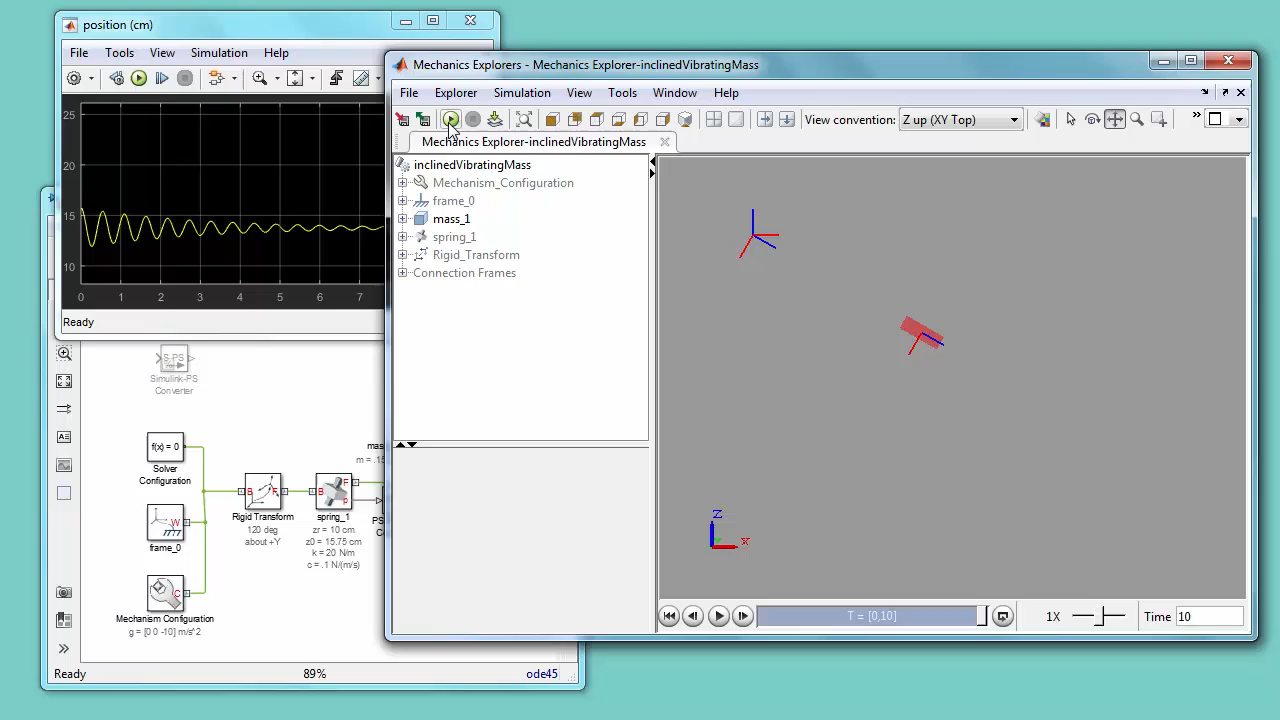 position (cm)
File Tools View Simulation Help
25
20
15
10
0 1 2 3 4 5 6 7
Ready
Mechanics Explorers - Mechanics Explorer-inclinedVibratingMass
File Explorer Simulation View Tools Window Help
View convention: Z up (XY Top)
Mechanics Explorer-inclinedVibratingMass
inclinedVibratingMass
Mechanism_Configuration
frame_0
mass_1
spring_1
Rigid_Transform
Connection Frames
Z
x
T = [0,10]
1X
Time 10
S-PS
Simulink-PS
Converter
f(x) = 0
Solver
Configuration
W
frame_0
C
Mechanism Configuration
g = [0 0 -10] m/s^2
B F
Rigid Transform
120 deg
about +Y
B F
p
spring_1
zr = 10 cm
z0 = 15.75 cm
k = 20 N/m
c = .1 N/(m/s)
mas
m = .15
PS
C
Ready 89% ode45